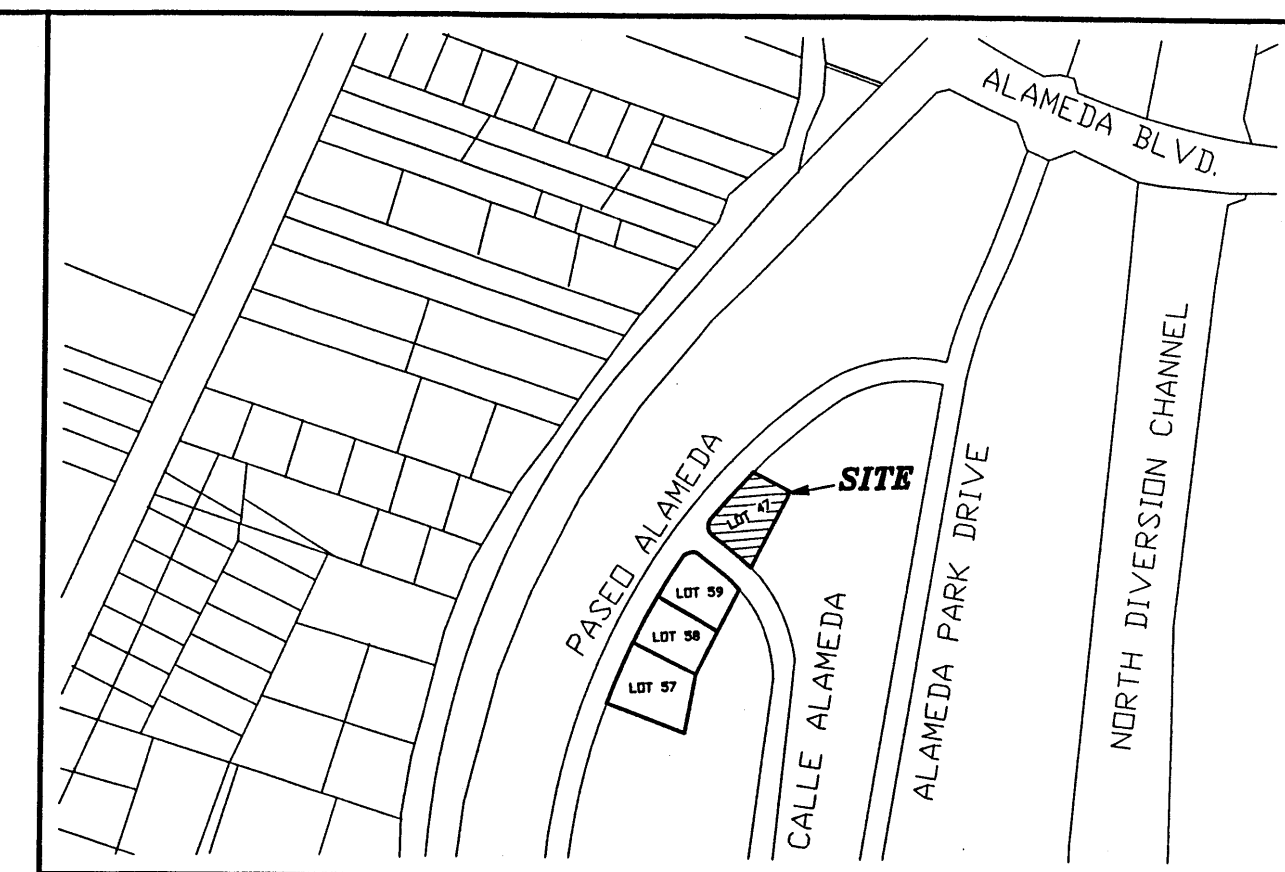 ALAMEDA BLVD.
SITE
LOT 47
PASEO ALAMEDA
LOT 59
LOT 58
LOT 57
CALLE ALAMEDA
ALAMEDA PARK DRIVE
NORTH DIVERSION CHANNEL